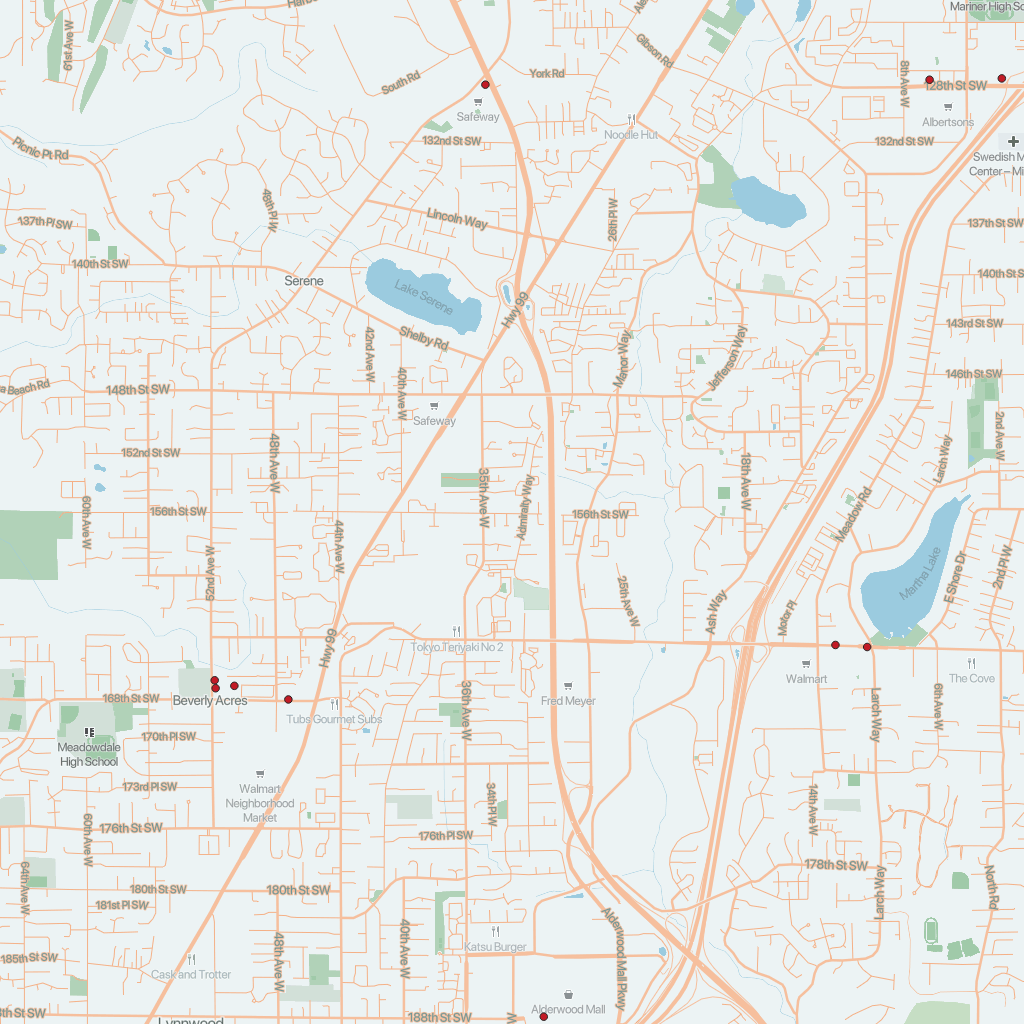 Mariner High Sc
61st Ave W
Gibson Rd
South Rd
York Rd
8th Ave W
128th St SW
Safeway
Albertsons
Noodle Hut
132nd St SW
132nd St SW
Picnic Pt Rd
Swedish M
Center – Mi
48th Pl W
137th Pl SW
Lincoln Way
26th Pl W
137th St SW
140th St SW
140th S
Serene
Lake Serene
Hwy 99
143rd St SW
Shelby Rd
42nd Ave W
Manor Way
Jefferson Way
146th St SW
a Beach Rd
148th St SW
40th Ave W
Safeway
2nd Ave W
152nd St SW
48th Ave W
18th Ave W
Larch Way
35th Ave W
Admiralty Way
60th Ave W
156th St SW
156th St SW
Meadow Rd
44th Ave W
52nd Ave W
Martha Lake
E Shore Dr
2nd Pl W
25th Ave W
Ash Way
Motor Pl
Hwy 99
Tokyo Teriyaki No 2
Walmart
The Cove
168th St SW
Beverly Acres
Fred Meyer
36th Ave W
Larch Way
6th Ave W
Tubs Gourmet Subs
170th Pl SW
Meadowdale
High School
173rd Pl SW
Walmart
Neighborhood
Market
34th Pl W
14th Ave W
176th St SW
176th Pl SW
60th Ave W
178th St SW
64th Ave W
180th St SW
180th St SW
Larch Way
North Rd
181st Pl SW
Alderwood Mall Pkwy
40th Ave W
48th Ave W
Katsu Burger
185th St SW
Cask and Trotter
Alderwood Mall
8th St SW
188th St SW
W
Lynnwood